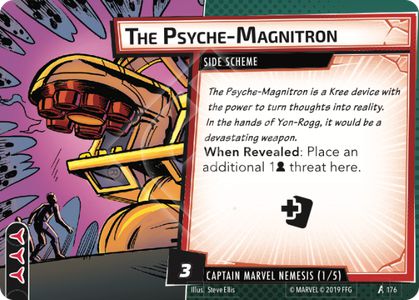 THE PSYCHE-MAGNITRON
SIDE SCHEME
The Psyche-Magnitron is a Kree device with
the power to turn thoughts into reality.
In the hands of Yon-Rogg, it would be a
devastating weapon.
When Revealed: Place an
additional 1 threat here.
3
CAPTAIN MARVEL NEMESIS (1/5)
Illus. Steve Ellis
© MARVEL © 2019 FFG
176